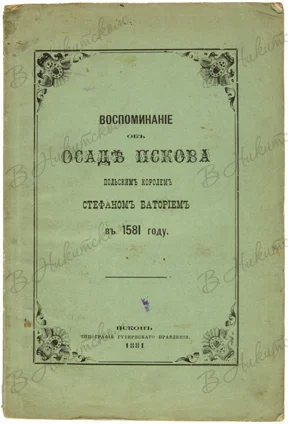 ВОСПОМИНАНІЕ
ОБЪ
ОСАДѢ ПСКОВА
ПОЛЬСКИМЪ КОРОЛЕМЪ
СТЕФАНОМЪ БАТОРІЕМЪ
въ 1581 году.
ПСКОВЪ
ТИПОГРАФІЯ ГУБЕРНСКАГО ПРАВЛЕНІЯ.
1881